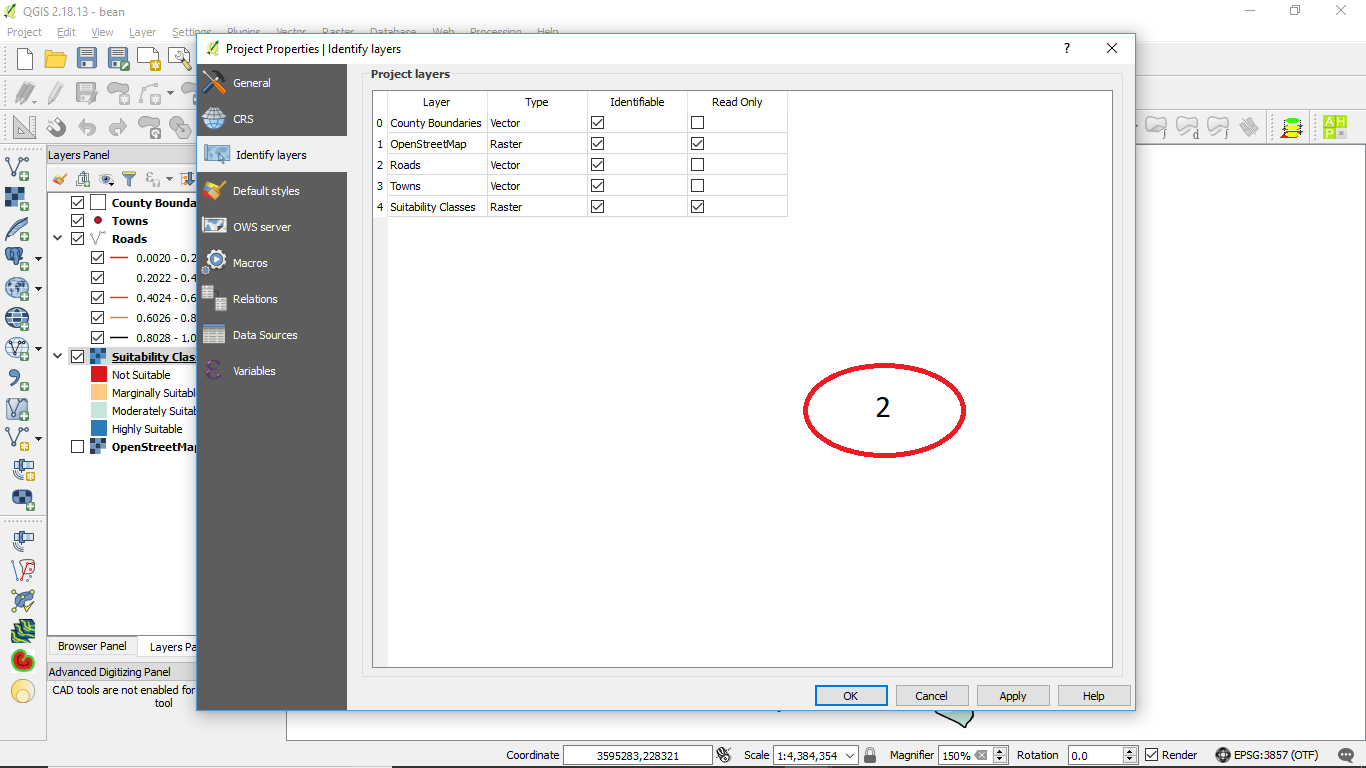 QGIS 2.18.13 - bean
Project Edit View Layer Settings Plugins Vector Raster Database Web Processing Help
Project Properties | Identify layers
?
General
CRS
Identify layers
Default styles
OWS server
Macros
Relations
Data Sources
Variables
Project layers
Layer Type Identifiable Read Only
0 County Boundaries Vector
1 OpenStreetMap Raster
2 Roads Vector
3 Towns Vector
4 Suitability Classes Raster
2
OK Cancel Apply Help
AH
P
Layers Panel
County Bounda
Towns
Roads
0.0020 - 0.2
0.2022 - 0.4
0.4024 - 0.6
0.6026 - 0.8
0.8028 - 1.0
Suitability Clas
Not Suitable
Marginally Suitabl
Moderately Suitab
Highly Suitable
OpenStreetMap
Browser Panel Layers Pa
Advanced Digitizing Panel
CAD tools are not enabled for
tool
Coordinate 3595283,228321 Scale 1:4,384,354 Magnifier 150% Rotation 0.0 Render EPSG:3857 (OTF)